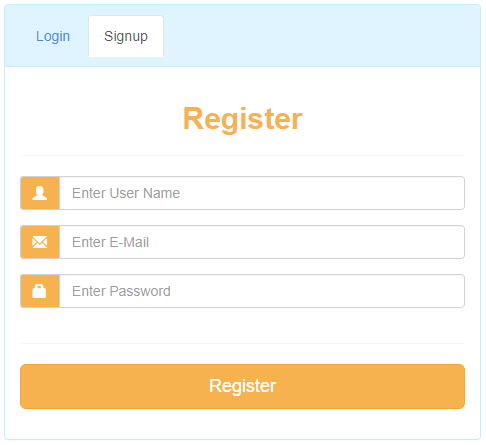 Login Signup
Register
Enter User Name
Enter E-Mail
Enter Password
Register